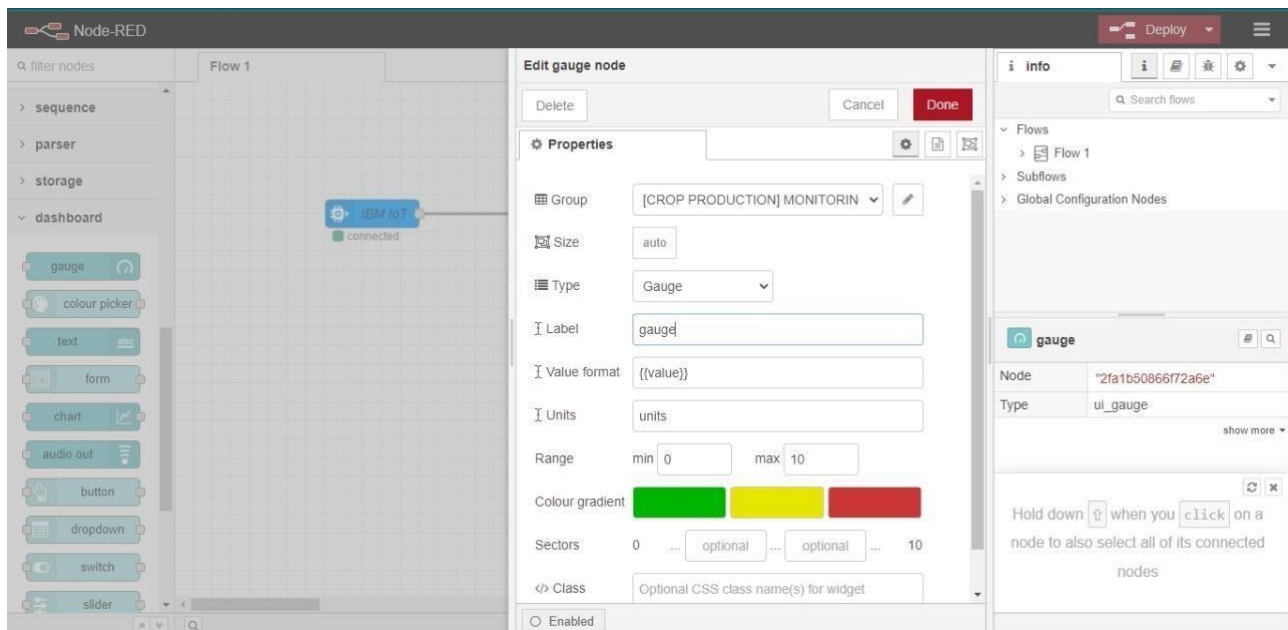 Node-RED
Deploy
filter nodes
sequence
parser
storage
dashboard
gauge
colour picker
text
abc
form
chart
audio out
button
dropdown
switch
slider
Flow 1
IBM IoT
connected
Edit gauge node
Delete
Cancel
Done
Properties
Group
[CROP PRODUCTION] MONITORIN
Size
auto
Type
Gauge
Label
gauge
Value format
{{value}}
Units
units
Range
min 0
max 10
Colour gradient
Sectors
0 ... optional ... optional ... 10
</> Class
Optional CSS class name(s) for widget
Enabled
i info
i
Search flows
Flows
Flow 1
Subflows
Global Configuration Nodes
gauge
Node "2fa1b50866f72a6e"
Type ui_gauge
show more
Hold down ⇧ when you click on a
node to also select all of its connected
nodes